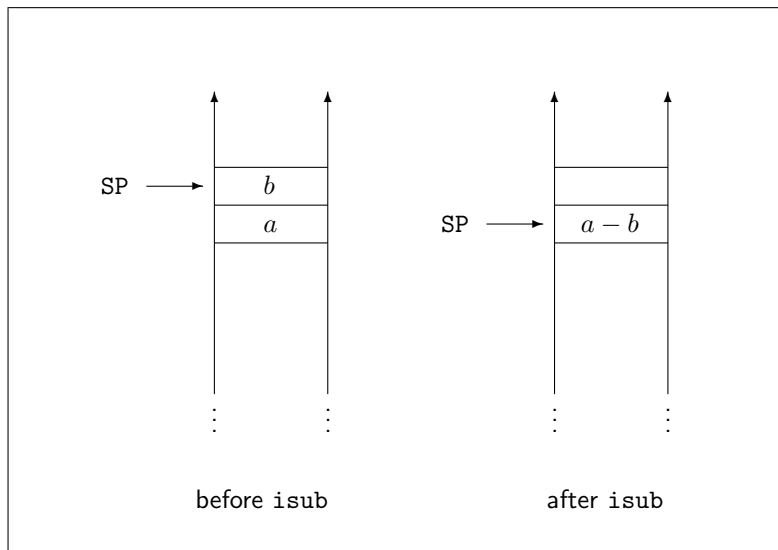 SP b
a SP a − b
⋮ ⋮ ⋮ ⋮
before isub after isub